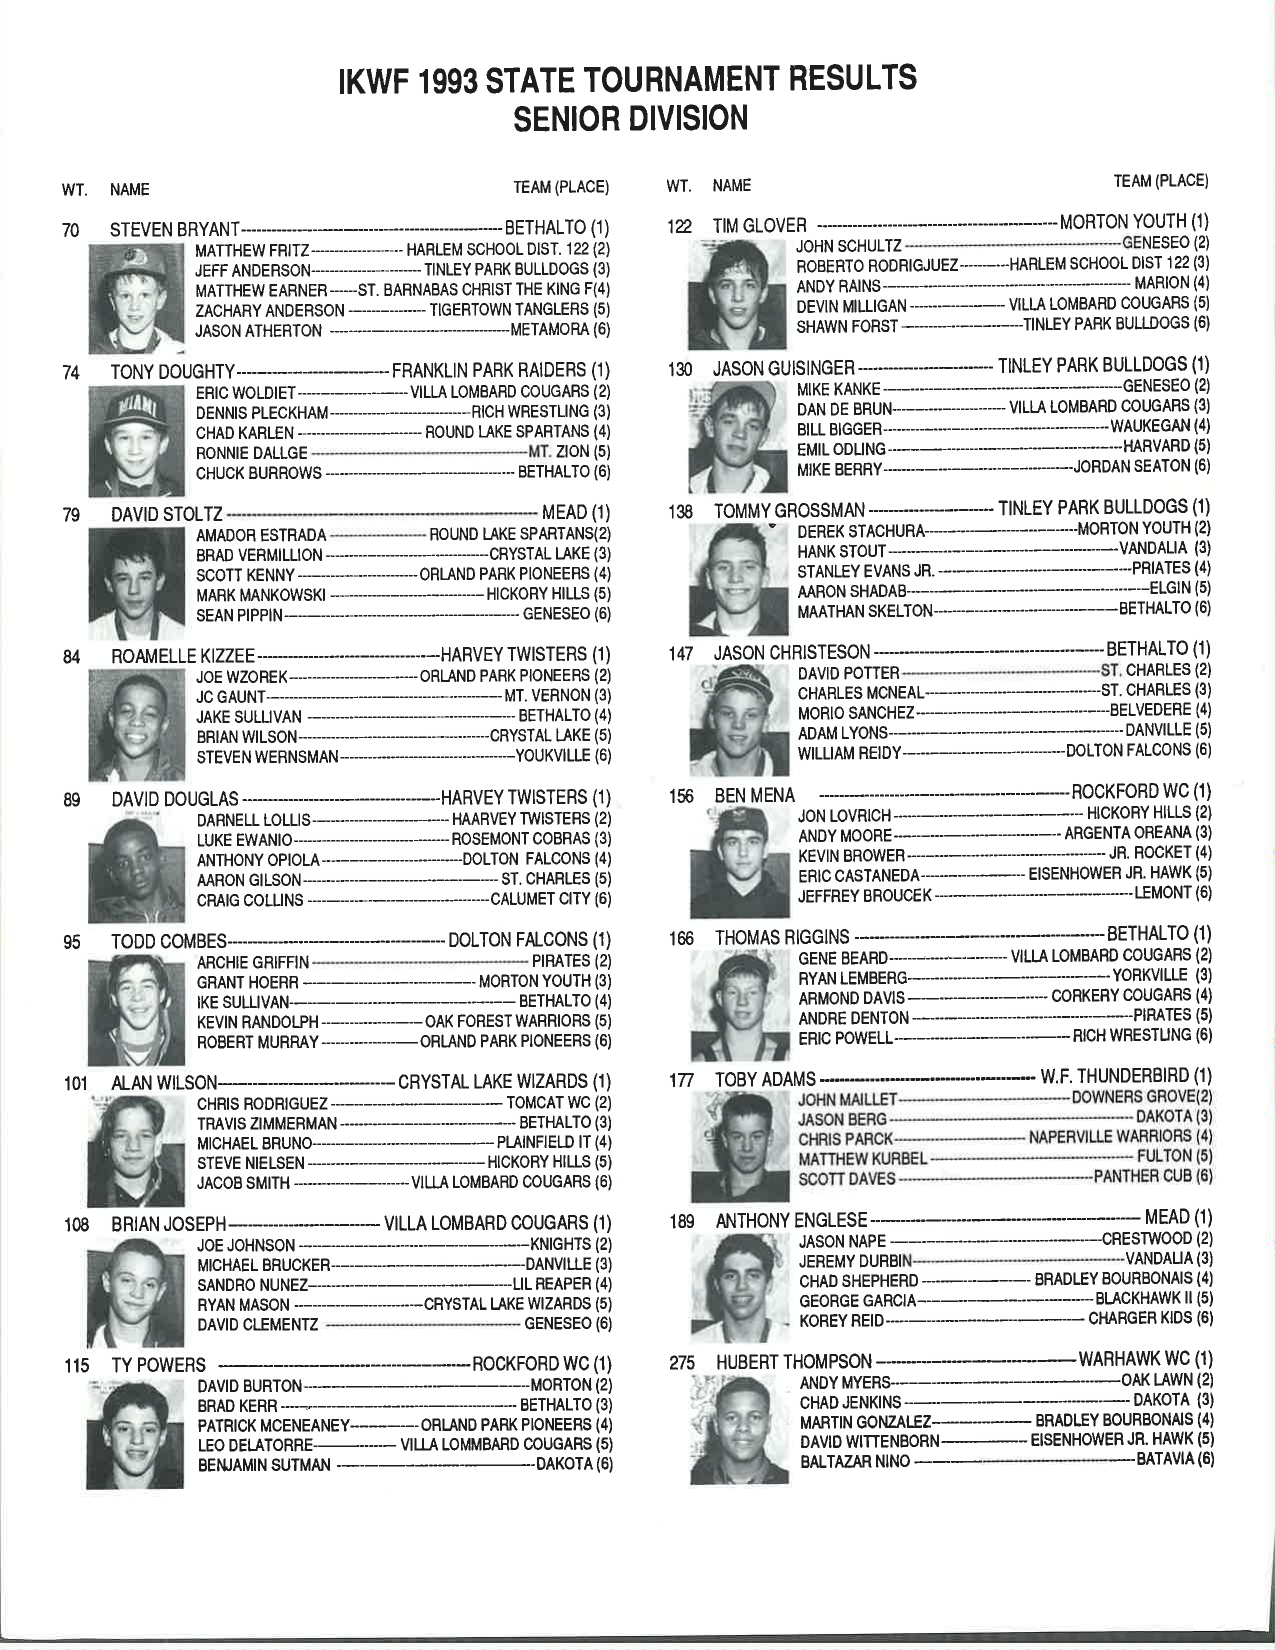 IKWF 1993 STATE TOURNAMENT RESULTS
SENIOR DIVISION
WT. NAME TEAM (PLACE)
70 STEVEN BRYANT BETHALTO (1)
MATTHEW FRITZ HARLEM SCHOOL DIST. 122 (2)
JEFF ANDERSON TINLEY PARK BULLDOGS (3)
MATTHEW EARNER ST. BARNABAS CHRIST THE KING F(4)
ZACHARY ANDERSON TIGERTOWN TANGLERS (5)
JASON ATHERTON METAMORA (6)
74 TONY DOUGHTY FRANKLIN PARK RAIDERS (1)
MIAMI
ERIC WOLDIET VILLA LOMBARD COUGARS (2)
DENNIS PLECKHAM RICH WRESTLING (3)
CHAD KARLEN ROUND LAKE SPARTANS (4)
RONNIE DALLGE MT. ZION (5)
CHUCK BURROWS BETHALTO (6)
79 DAVID STOLTZ MEAD (1)
AMADOR ESTRADA ROUND LAKE SPARTANS(2)
BRAD VERMILLION CRYSTAL LAKE (3)
SCOTT KENNY ORLAND PARK PIONEERS (4)
MARK MANKOWSKI HICKORY HILLS (5)
SEAN PIPPIN GENESEO (6)
84 ROAMELLE KIZZEE HARVEY TWISTERS (1)
JOE WZOREK ORLAND PARK PIONEERS (2)
JC GAUNT MT. VERNON (3)
JAKE SULLIVAN BETHALTO (4)
BRIAN WILSON CRYSTAL LAKE (5)
STEVEN WERNSMAN YOUKVILLE (6)
89 DAVID DOUGLAS HARVEY TWISTERS (1)
DARNELL LOLLIS HAARVEY TWISTERS (2)
LUKE EWANIO ROSEMONT COBRAS (3)
ANTHONY OPIOLA DOLTON FALCONS (4)
AARON GILSON ST. CHARLES (5)
CRAIG COLLINS CALUMET CITY (6)
95 TODD COMBES DOLTON FALCONS (1)
ARCHIE GRIFFIN PIRATES (2)
GRANT HOERR MORTON YOUTH (3)
IKE SULLIVAN BETHALTO (4)
KEVIN RANDOLPH OAK FOREST WARRIORS (5)
ROBERT MURRAY ORLAND PARK PIONEERS (6)
101 ALAN WILSON CRYSTAL LAKE WIZARDS (1)
CHRIS RODRIGUEZ TOMCAT WC (2)
TRAVIS ZIMMERMAN BETHALTO (3)
MICHAEL BRUNO PLAINFIELD IT (4)
STEVE NIELSEN HICKORY HILLS (5)
JACOB SMITH VILLA LOMBARD COUGARS (6)
108 BRIAN JOSEPH VILLA LOMBARD COUGARS (1)
JOE JOHNSON KNIGHTS (2)
MICHAEL BRUCKER DANVILLE (3)
SANDRO NUNEZ LIL REAPER (4)
RYAN MASON CRYSTAL LAKE WIZARDS (5)
DAVID CLEMENTZ GENESEO (6)
115 TY POWERS ROCKFORD WC (1)
DAVID BURTON MORTON (2)
BRAD KERR BETHALTO (3)
PATRICK MCENEANEY ORLAND PARK PIONEERS (4)
LEO DELATORRE VILLA LOMMBARD COUGARS (5)
BENJAMIN SUTMAN DAKOTA (6)
WT. NAME TEAM (PLACE)
122 TIM GLOVER MORTON YOUTH (1)
JOHN SCHULTZ GENESEO (2)
ROBERTO RODRIGJUEZ HARLEM SCHOOL DIST 122 (3)
ANDY RAINS MARION (4)
DEVIN MILLIGAN VILLA LOMBARD COUGARS (5)
SHAWN FORST TINLEY PARK BULLDOGS (6)
130 JASON GUISINGER TINLEY PARK BULLDOGS (1)
MIKE KANKE GENESEO (2)
DAN DE BRUN VILLA LOMBARD COUGARS (3)
BILL BIGGER WAUKEGAN (4)
EMIL ODLING HARVARD (5)
MIKE BERRY JORDAN SEATON (6)
138 TOMMY GROSSMAN TINLEY PARK BULLDOGS (1)
DEREK STACHURA MORTON YOUTH (2)
HANK STOUT VANDALIA (3)
STANLEY EVANS JR. PRIATES (4)
AARON SHADAB ELGIN (5)
MAATHAN SKELTON BETHALTO (6)
147 JASON CHRISTESON BETHALTO (1)
DAVID POTTER ST. CHARLES (2)
CHARLES MCNEAL ST. CHARLES (3)
MORIO SANCHEZ BELVEDERE (4)
ADAM LYONS DANVILLE (5)
WILLIAM REIDY DOLTON FALCONS (6)
156 BEN MENA ROCKFORD WC (1)
JON LOVRICH HICKORY HILLS (2)
ANDY MOORE ARGENTA OREANA (3)
KEVIN BROWER JR. ROCKET (4)
ERIC CASTANEDA EISENHOWER JR. HAWK (5)
JEFFREY BROUCEK LEMONT (6)
166 THOMAS RIGGINS BETHALTO (1)
GENE BEARD VILLA LOMBARD COUGARS (2)
RYAN LEMBERG YORKVILLE (3)
ARMOND DAVIS CORKERY COUGARS (4)
ANDRE DENTON PIRATES (5)
ERIC POWELL RICH WRESTLING (6)
177 TOBY ADAMS W.F. THUNDERBIRD (1)
JOHN MAILLET DOWNERS GROVE(2)
JASON BERG DAKOTA (3)
CHRIS PARCK NAPERVILLE WARRIORS (4)
MATTHEW KURBEL FULTON (5)
SCOTT DAVES PANTHER CUB (6)
189 ANTHONY ENGLESE MEAD (1)
JASON NAPE CRESTWOOD (2)
JEREMY DURBIN VANDALIA (3)
CHAD SHEPHERD BRADLEY BOURBONAIS (4)
GEORGE GARCIA BLACKHAWK II (5)
KOREY REID CHARGER KIDS (6)
275 HUBERT THOMPSON WARHAWK WC (1)
ANDY MYERS OAK LAWN (2)
CHAD JENKINS DAKOTA (3)
MARTIN GONZALEZ BRADLEY BOURBONAIS (4)
DAVID WITTENBORN EISENHOWER JR. HAWK (5)
BALTAZAR NINO BATAVIA (6)